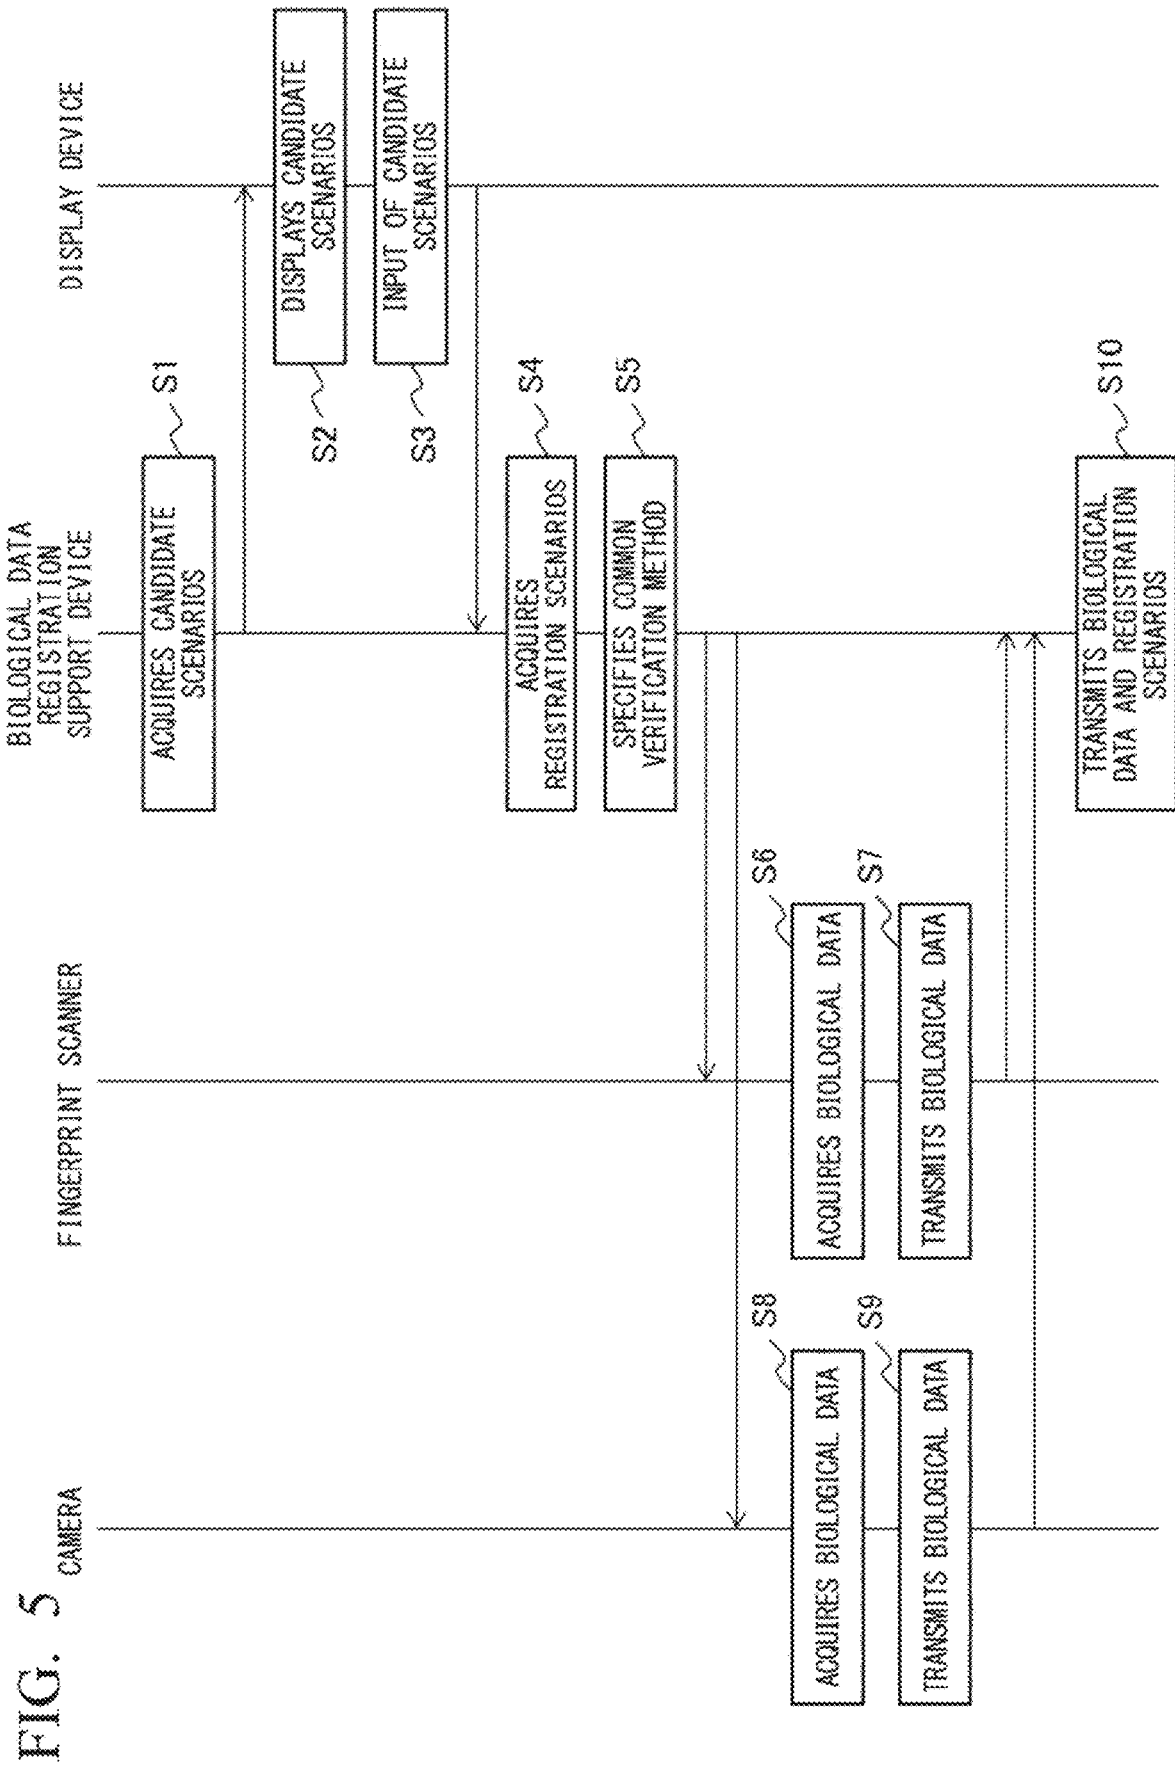 FIG. 5
CAMERA
FINGERPRINT SCANNER
BIOLOGICAL DATA
REGISTRATION
SUPPORT DEVICE
DISPLAY DEVICE
ACQUIRES CANDIDATE
SCENARIOS
S1
DISPLAYS CANDIDATE
SCENARIOS
S2
INPUT OF CANDIDATE
SCENARIOS
S3
ACQUIRES
REGISTRATION SCENARIOS
S4
SPECIFIES COMMON
VERIFICATION METHOD
S5
ACQUIRES BIOLOGICAL DATA
S6
TRANSMITS BIOLOGICAL DATA
S7
ACQUIRES BIOLOGICAL DATA
S8
TRANSMITS BIOLOGICAL DATA
S9
TRANSMITS BIOLOGICAL
DATA AND REGISTRATION
SCENARIOS
S10